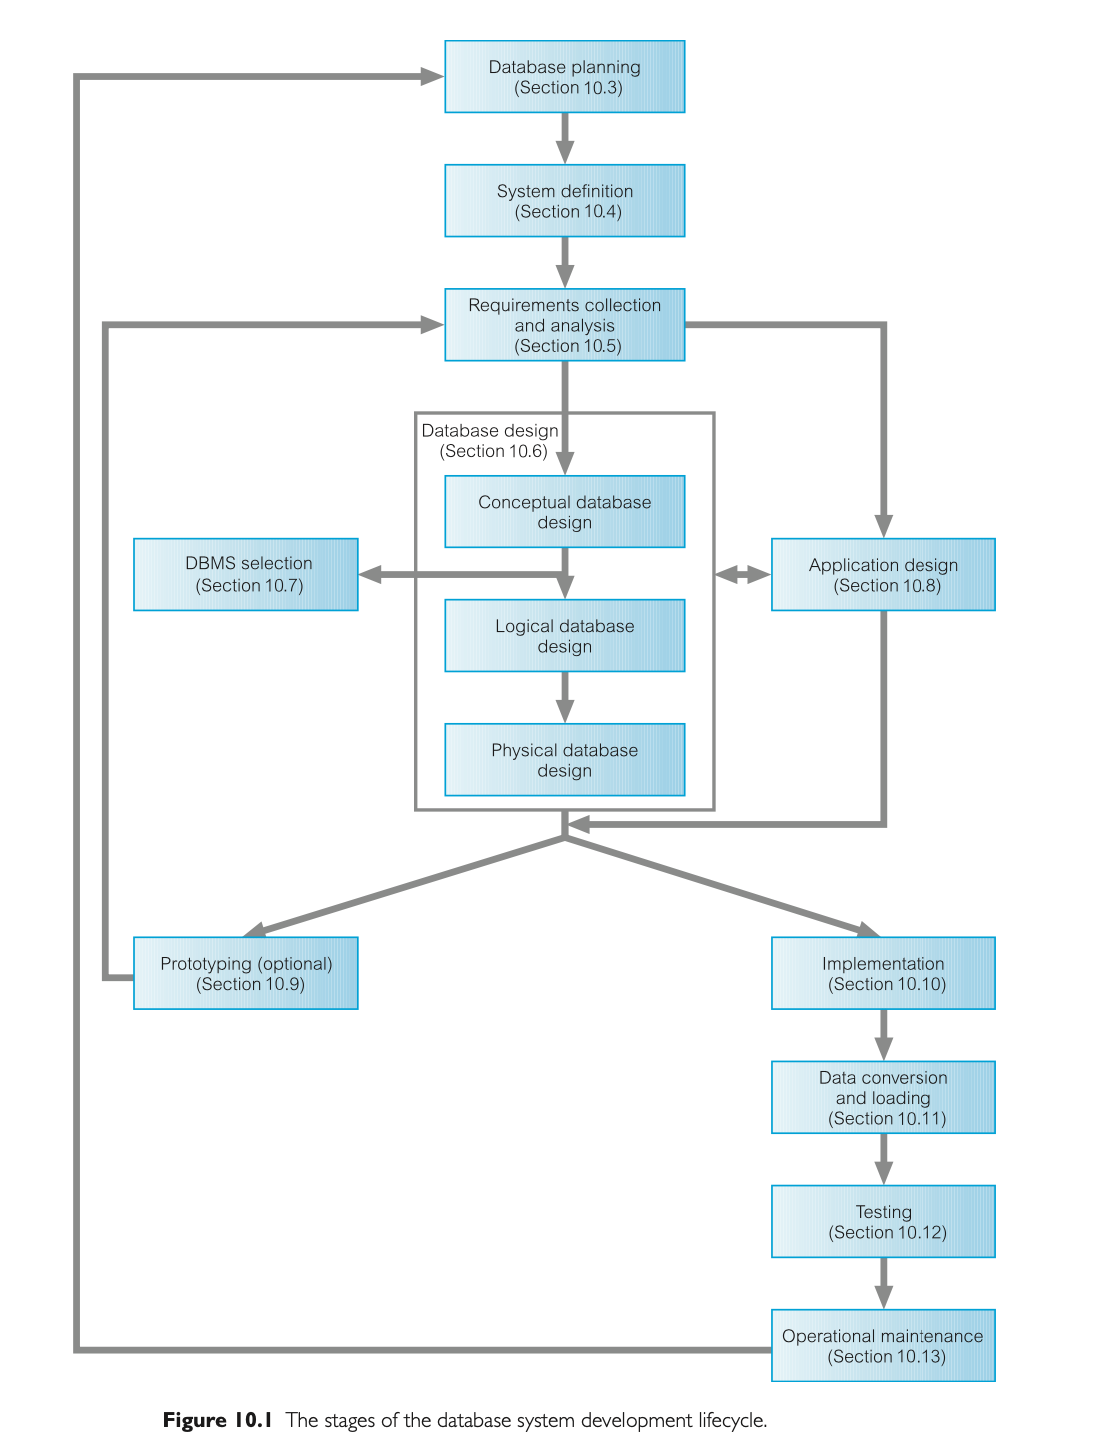 Database planning
(Section 10.3)
System definition
(Section 10.4)
Requirements collection
and analysis
(Section 10.5)
Database design
(Section 10.6)
Conceptual database
design
DBMS selection
(Section 10.7)
Application design
(Section 10.8)
Logical database
design
Physical database
design
Prototyping (optional)
(Section 10.9)
Implementation
(Section 10.10)
Data conversion
and loading
(Section 10.11)
Testing
(Section 10.12)
Operational maintenance
(Section 10.13)
Figure 10.1 The stages of the database system development lifecycle.